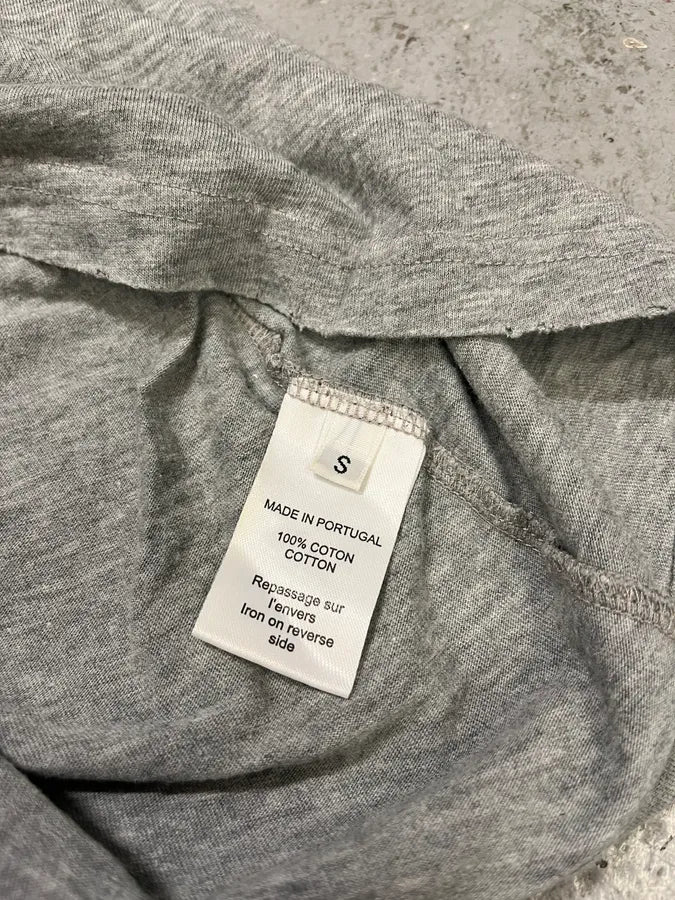 S
MADE IN PORTUGAL
100% COTON
COTTON
Repassage sur
l'envers
Iron on reverse
side